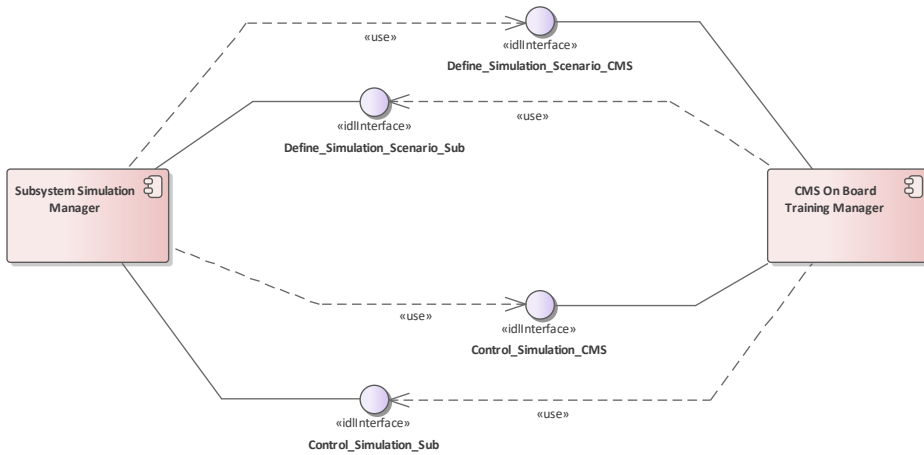 «use»
«idlInterface»
Define_Simulation_Scenario_CMS
«idlInterface»
Define_Simulation_Scenario_Sub
«use»
Subsystem Simulation
Manager
CMS On Board
Training Manager
«use»
«idlInterface»
Control_Simulation_CMS
«idlInterface»
Control_Simulation_Sub
«use»